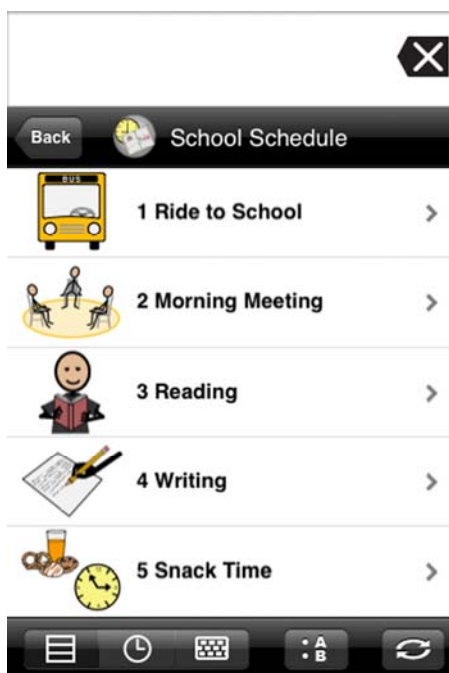 Back
School Schedule
BUS
1 Ride to School
2 Morning Meeting
3 Reading
4 Writing
5 Snack Time
A
B